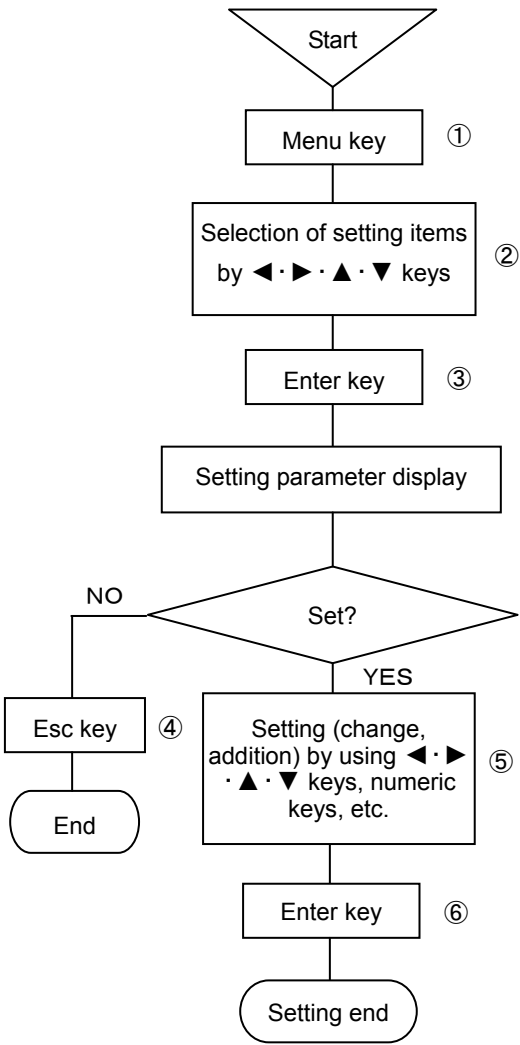 Start
Menu key ①
Selection of setting items ②
by ◀・▶・▲・▼ keys
Enter key ③
Setting parameter display
Set?
NO
YES
Esc key ④
End
Setting (change,
addition) by using ◀・▶ ⑤
・▲・▼ keys, numeric
keys, etc.
Enter key ⑥
Setting end